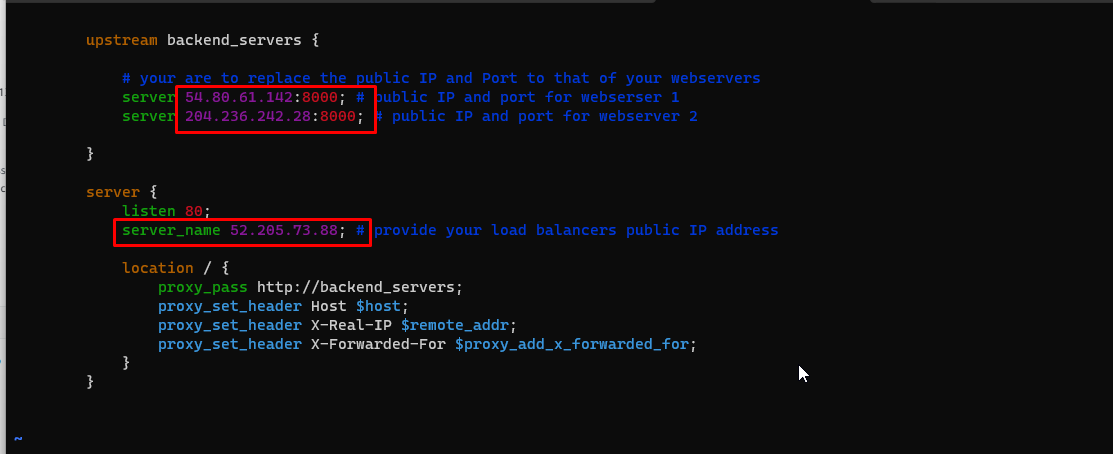 upstream backend_servers {
# your are to replace the public IP and Port to that of your webservers
server 54.80.61.142:8000; # public IP and port for webserser 1
server 204.236.242.28:8000; # public IP and port for webserver 2
}
server {
listen 80;
server_name 52.205.73.88; # provide your load balancers public IP address
location / {
proxy_pass http://backend_servers;
proxy_set_header Host $host;
proxy_set_header X-Real-IP $remote_addr;
proxy_set_header X-Forwarded-For $proxy_add_x_forwarded_for;
}
}
~